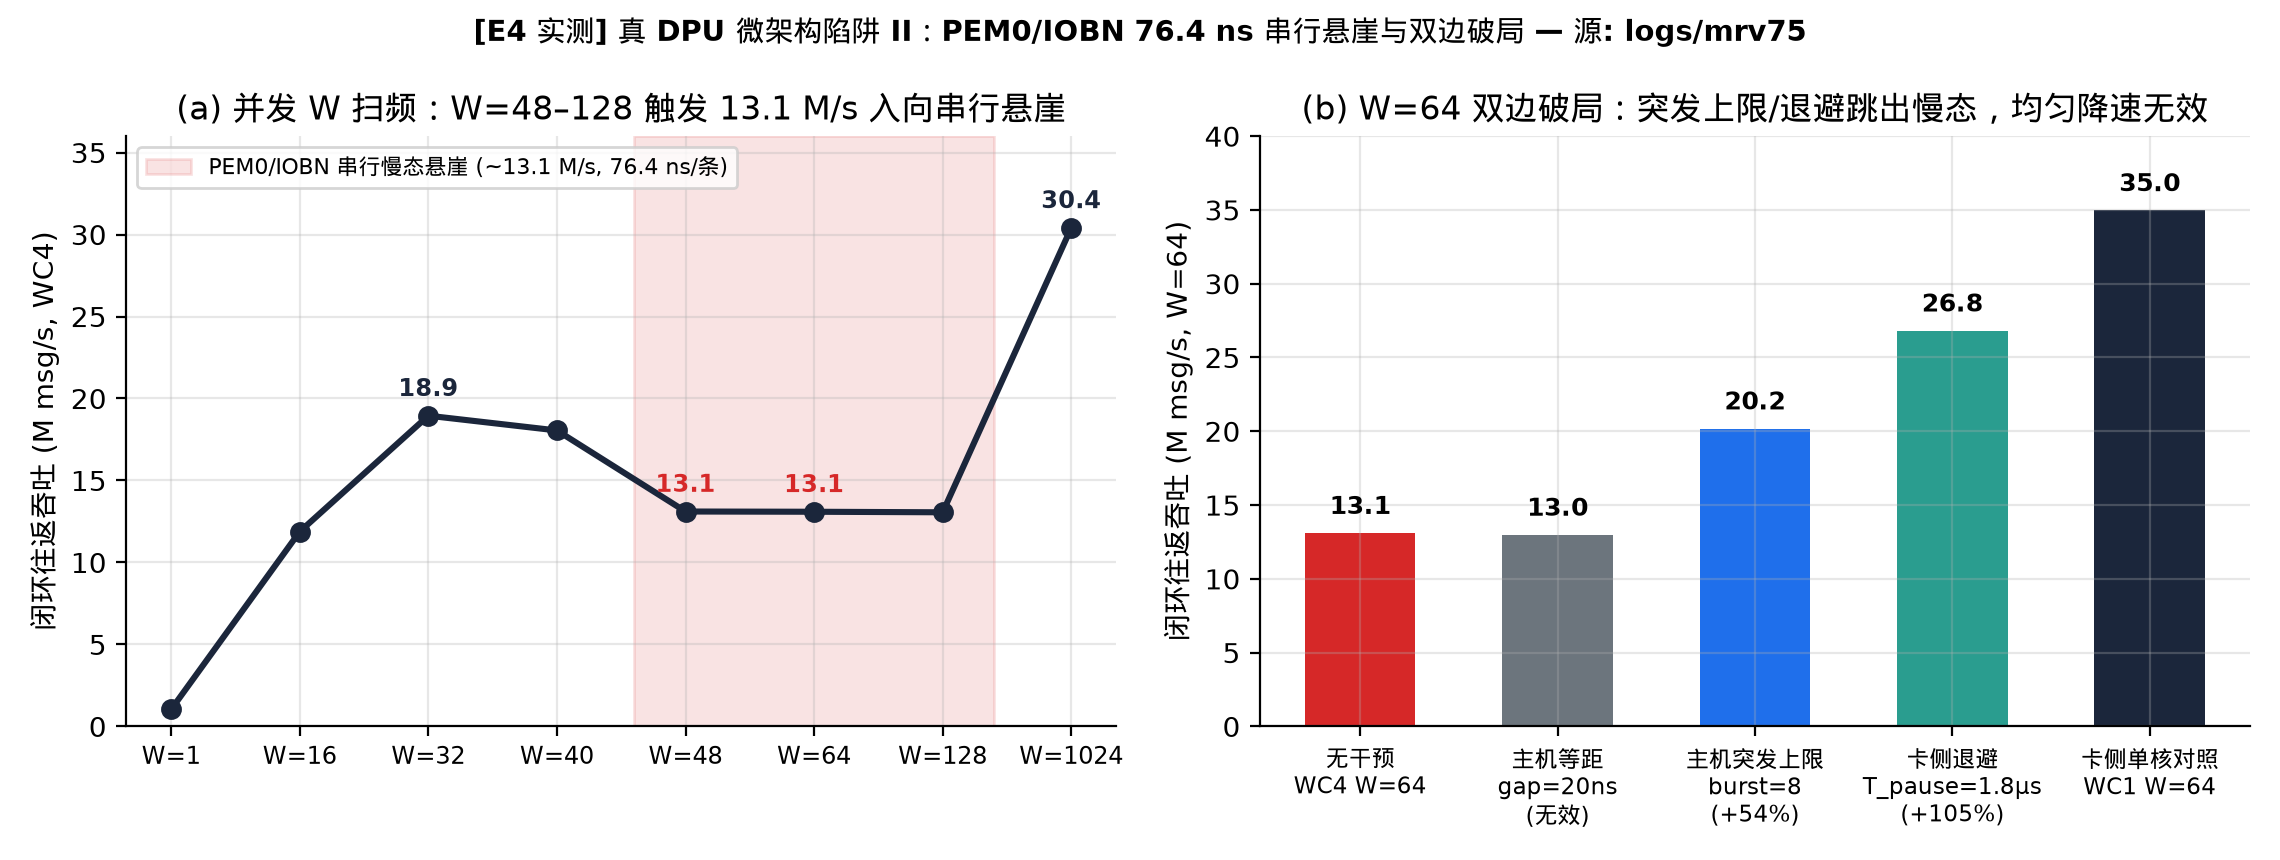 [E4 实测] 真 DPU 微架构陷阱 II：PEM0/IOBN 76.4 ns 串行悬崖与双边破局 — 源: logs/mrv75
(a) 并发 W 扫频：W=48–128 触发 13.1 M/s 入向串行悬崖
PEM0/IOBN 串行慢态悬崖 (~13.1 M/s, 76.4 ns/条)
闭环往返吞吐 (M msg/s, WC4)
35
30
25
20
15
10
5
0
18.9
13.1
13.1
30.4
W=1
W=16
W=32
W=40
W=48
W=64
W=128
W=1024
(b) W=64 双边破局：突发上限/退避跳出慢态，均匀降速无效
闭环往返吞吐 (M msg/s, W=64)
40
35
30
25
20
15
10
5
0
13.1
13.0
20.2
26.8
35.0
无干预
WC4 W=64
主机等距
gap=20ns
(无效)
主机突发上限
burst=8
(+54%)
卡侧退避
T_pause=1.8μs
(+105%)
卡侧单核对照
WC1 W=64